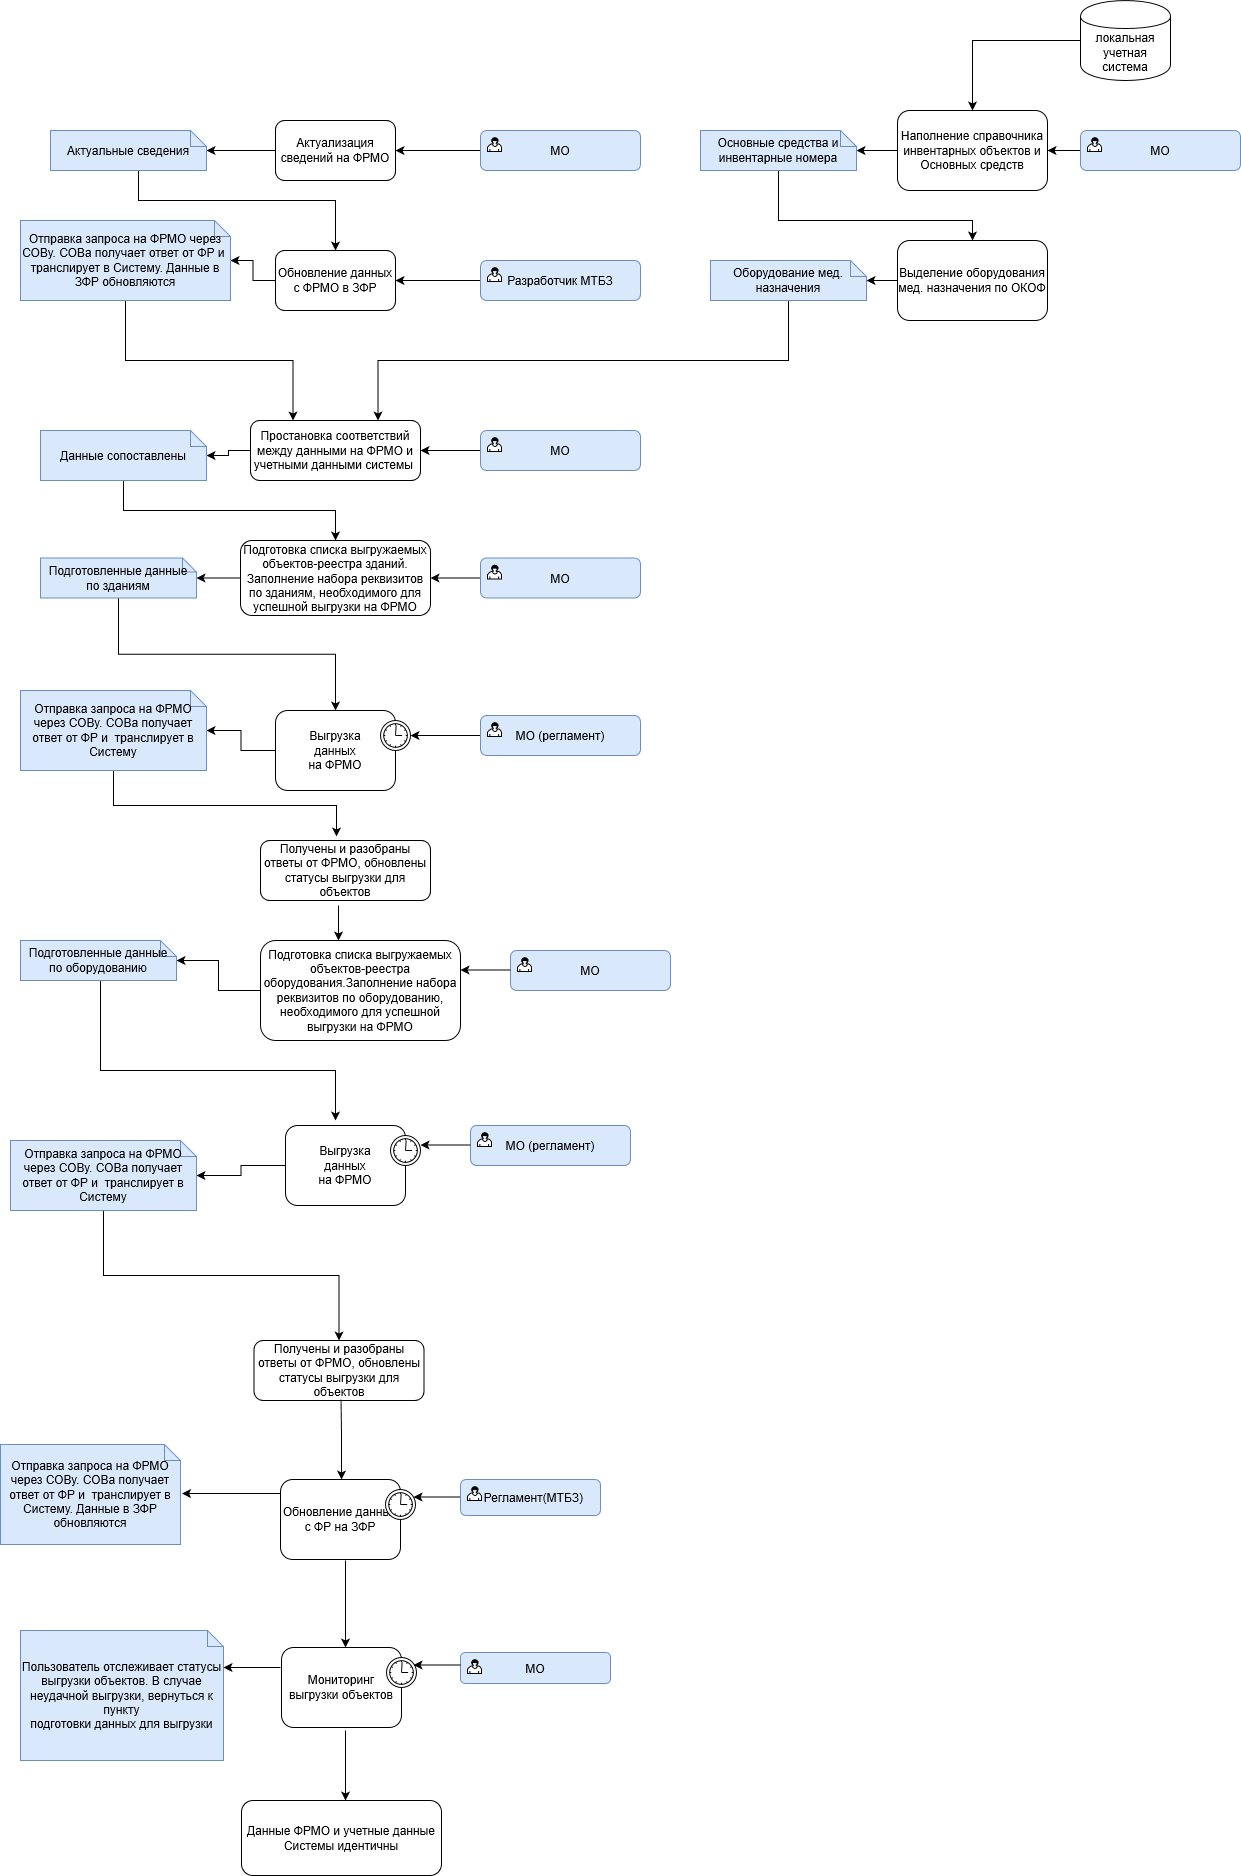 локальная
учетная
система
Актуальные сведения
Актуализация
сведений на ФРМО
МО
Основные средства и
инвентарные номера
Наполнение справочника
инвентарных объектов и
Основных средств
МО
Отправка запроса на ФРМО через
СОВу. СОВа получает ответ от ФР и
транслирует в Систему. Данные в
ЗФР обновляются
Обновление данных
с ФРМО в ЗФР
Разработчик МТБЗ
Оборудование мед.
назначения
Выделение оборудования
мед. назначения по ОКОФ
Данные сопоставлены
Простановка соответствий
между данными на ФРМО и
учетными данными системы
МО
Подготовленные данные
по зданиям
Подготовка списка выгружаемых
объектов-реестра зданий.
Заполнение набора реквизитов
по зданиям, необходимого для
успешной выгрузки на ФРМО
МО
Отправка запроса на ФРМО
через СОВу. СОВа получает
ответ от ФР и  транслирует в
Систему
Выгрузка
данных
на ФРМО
МО (регламент)
Получены и разобраны
ответы от ФРМО, обновлены
статусы выгрузки для
объектов
Подготовленные данные
по оборудованию
Подготовка списка выгружаемых
объектов-реестра
оборудования.Заполнение набора
реквизитов по оборудованию,
необходимого для успешной
выгрузки на ФРМО
МО
Отправка запроса на ФРМО
через СОВу. СОВа получает
ответ от ФР и  транслирует в
Систему
Выгрузка
данных
на ФРМО
МО (регламент)
Получены и разобраны
ответы от ФРМО, обновлены
статусы выгрузки для
объектов
Отправка запроса на ФРМО
через СОВу. СОВа получает
ответ от ФР и  транслирует в
Систему. Данные в ЗФР
обновляются
Обновление данных
с ФР на ЗФР
Регламент(МТБЗ)
Пользователь отслеживает статусы
выгрузки объектов. В случае
неудачной выгрузки, вернуться к
пункту
подготовки данных для выгрузки
Мониторинг
выгрузки объектов
МО
Данные ФРМО и учетные данные
Системы идентичны